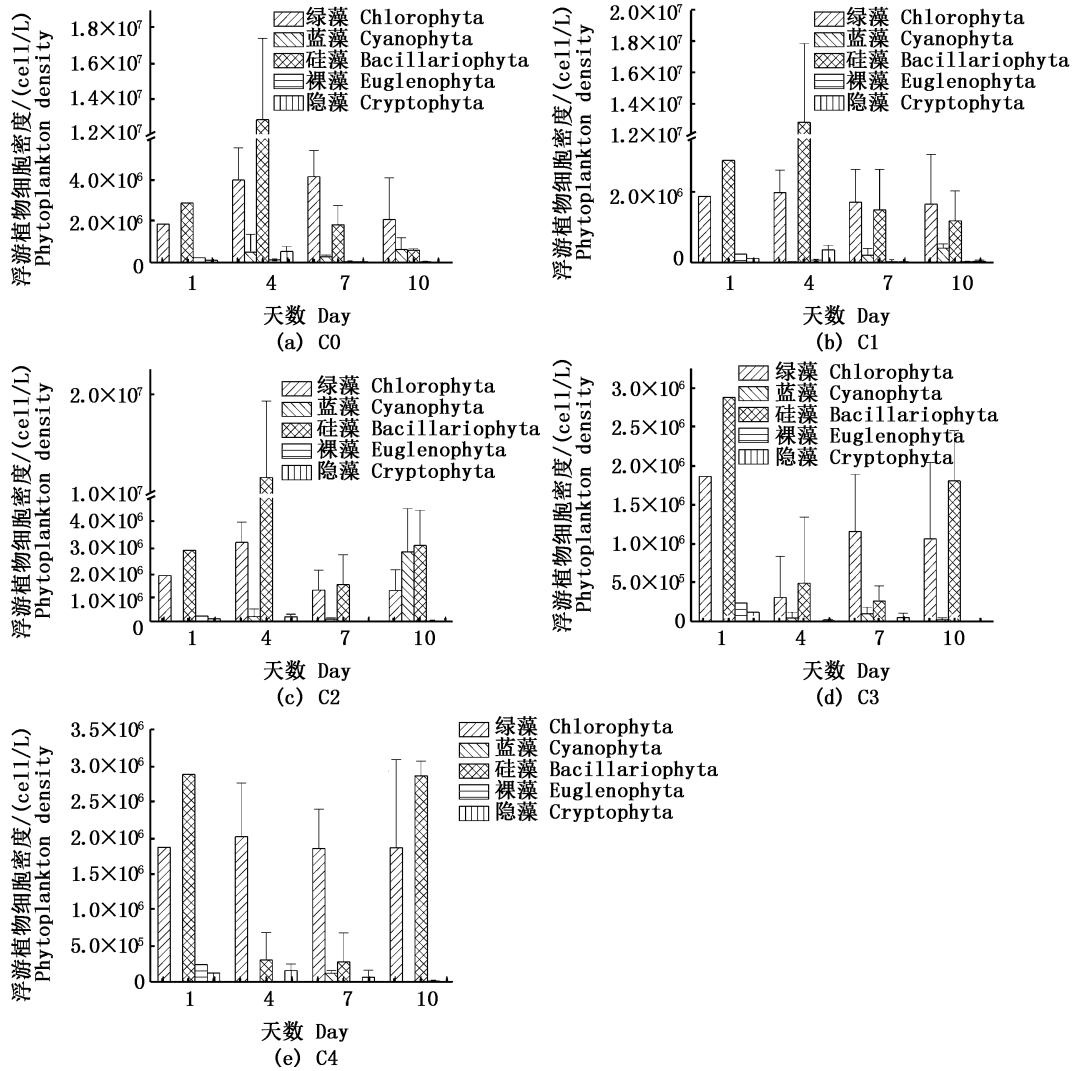 浮游植物细胞密度/(cell/L)
Phytoplankton density
1.8×10⁷
1.6×10⁷
1.4×10⁷
1.2×10⁷
4.0×10⁶
2.0×10⁶
0
绿藻 Chlorophyta
蓝藻 Cyanophyta
硅藻 Bacillariophyta
裸藻 Euglenophyta
隐藻 Cryptophyta
1 4 7 10
天数 Day
(a) C0
浮游植物细胞密度/(cell/L)
Phytoplankton density
2.0×10⁷
1.8×10⁷
1.6×10⁷
1.4×10⁷
1.2×10⁷
2.0×10⁶
0
绿藻 Chlorophyta
蓝藻 Cyanophyta
硅藻 Bacillariophyta
裸藻 Euglenophyta
隐藻 Cryptophyta
1 4 7 10
天数 Day
(b) C1
浮游植物细胞密度/(cell/L)
Phytoplankton density
2.0×10⁷
1.0×10⁷
4.0×10⁶
3.0×10⁶
2.0×10⁶
1.0×10⁶
0
绿藻 Chlorophyta
蓝藻 Cyanophyta
硅藻 Bacillariophyta
裸藻 Euglenophyta
隐藻 Cryptophyta
1 4 7 10
天数 Day
(c) C2
浮游植物细胞密度/(cell/L)
Phytoplankton density
3.0×10⁶
2.5×10⁶
2.0×10⁶
1.5×10⁶
1.0×10⁶
5.0×10⁵
0
绿藻 Chlorophyta
蓝藻 Cyanophyta
硅藻 Bacillariophyta
裸藻 Euglenophyta
隐藻 Cryptophyta
1 4 7 10
天数 Day
(d) C3
浮游植物细胞密度/(cell/L)
Phytoplankton density
3.5×10⁶
3.0×10⁶
2.5×10⁶
2.0×10⁶
1.5×10⁶
1.0×10⁶
5.0×10⁵
0
绿藻 Chlorophyta
蓝藻 Cyanophyta
硅藻 Bacillariophyta
裸藻 Euglenophyta
隐藻 Cryptophyta
1 4 7 10
天数 Day
(e) C4